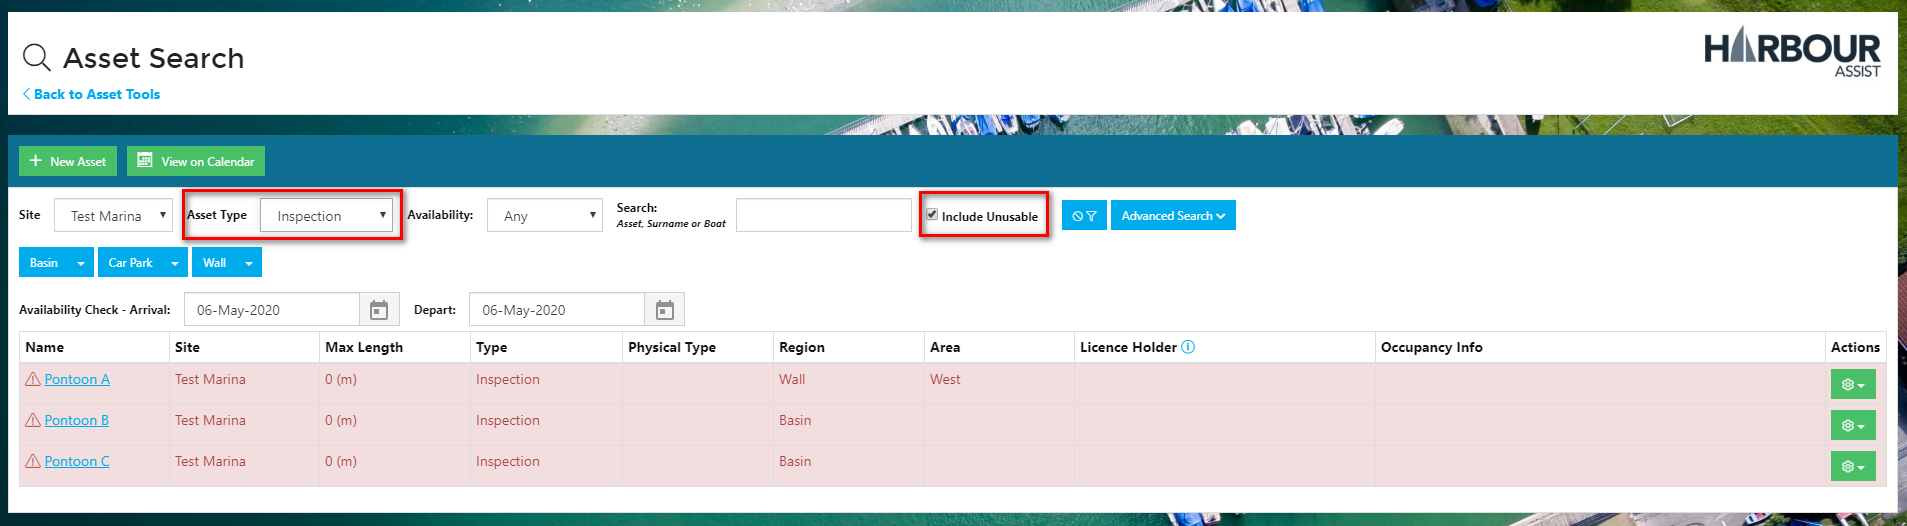 Asset Search
HARBOUR
ASSIST
Back to Asset Tools
+ New Asset View on Calendar
Site Test Marina Asset Type Inspection Availability: Any Search: Include Unusable Advanced Search
Asset, Surname or Boat
Basin Car Park Wall
Availability Check - Arrival: 06-May-2020 Depart: 06-May-2020
Name Site Max Length Type Physical Type Region Area Licence Holder Occupancy Info Actions
Pontoon A Test Marina 0 (m) Inspection Wall West
Pontoon B Test Marina 0 (m) Inspection Basin
Pontoon C Test Marina 0 (m) Inspection Basin